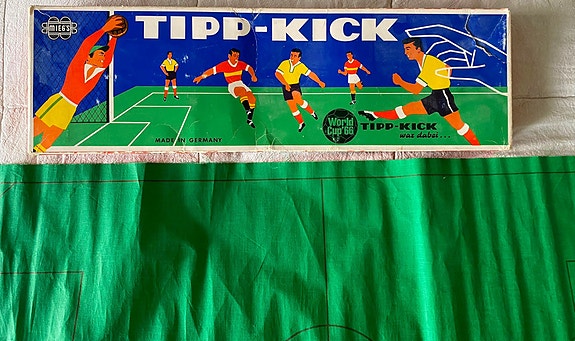 MIEG'S
TIPP-KICK
World
Cup '66
TIPP-KICK
war dabei...
MADE IN GERMANY